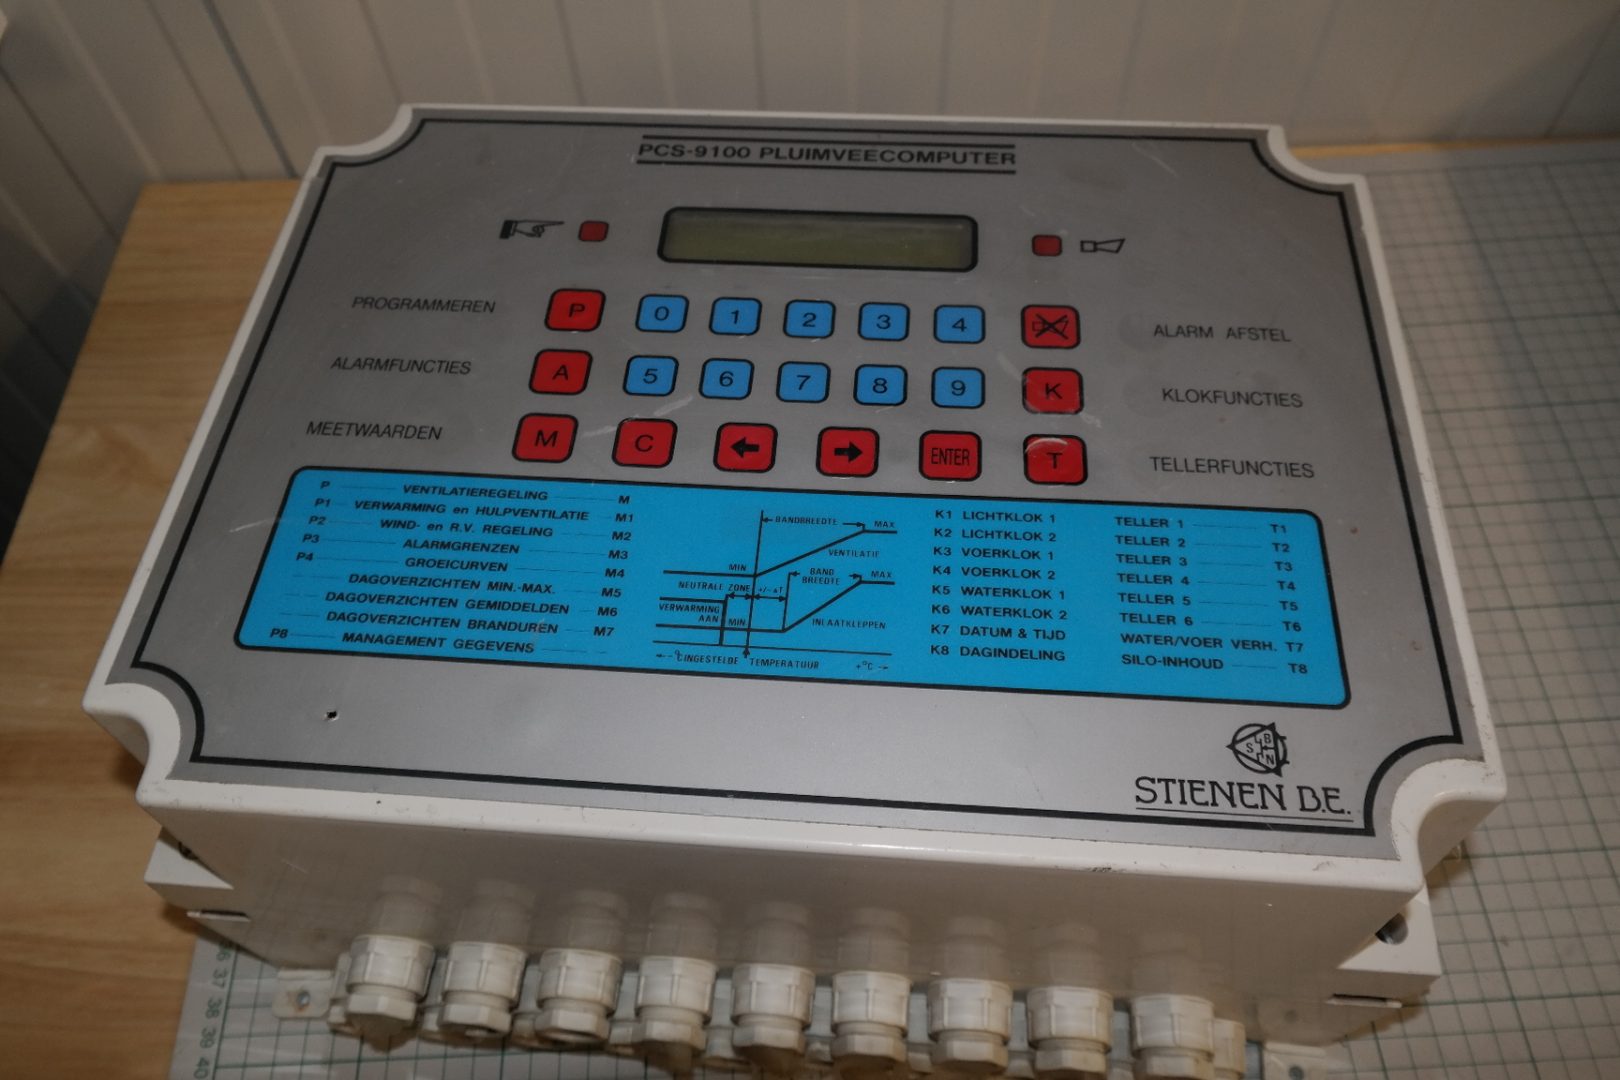 PCS-9100 PLUIMVEECOMPUTER
PROGRAMMEREN
P
0 1 2 3 4
ALARM AFSTEL
ALARMFUNCTIES
A
5 6 7 8 9
K
KLOKFUNCTIES
MEETWAARDEN
M
C
ENTER
T
TELLERFUNCTIES
P VENTILATIEREGELING M
P1 VERWARMING en HULPVENTILATIE M1
P2 WIND- en R.V. REGELING M2
P3 ALARMGRENZEN M3
P4 GROEICURVEN M4
DAGOVERZICHTEN MIN.-MAX. M5
DAGOVERZICHTEN GEMIDDELDEN M6
DAGOVERZICHTEN BRANDUREN M7
P8 MANAGEMENT GEGEVENS
BANDBREEDTE MAX
VENTILATIE
MIN
BAND
BREEDTE
MAX
NEUTRALE ZONE +/- ΔT
VERWARMING
AAN
MIN
INLAATKLEPPEN
- °C INGESTELDE TEMPERATUUR +°C
K1 LICHTKLOK 1
K2 LICHTKLOK 2
K3 VOERKLOK 1
K4 VOERKLOK 2
K5 WATERKLOK 1
K6 WATERKLOK 2
K7 DATUM & TIJD
K8 DAGINDELING
TELLER 1 T1
TELLER 2 T2
TELLER 3 T3
TELLER 4 T4
TELLER 5 T5
TELLER 6 T6
WATER/VOER VERH. T7
SILO-INHOUD T8
STIENEN B.E.
37
38
39
40